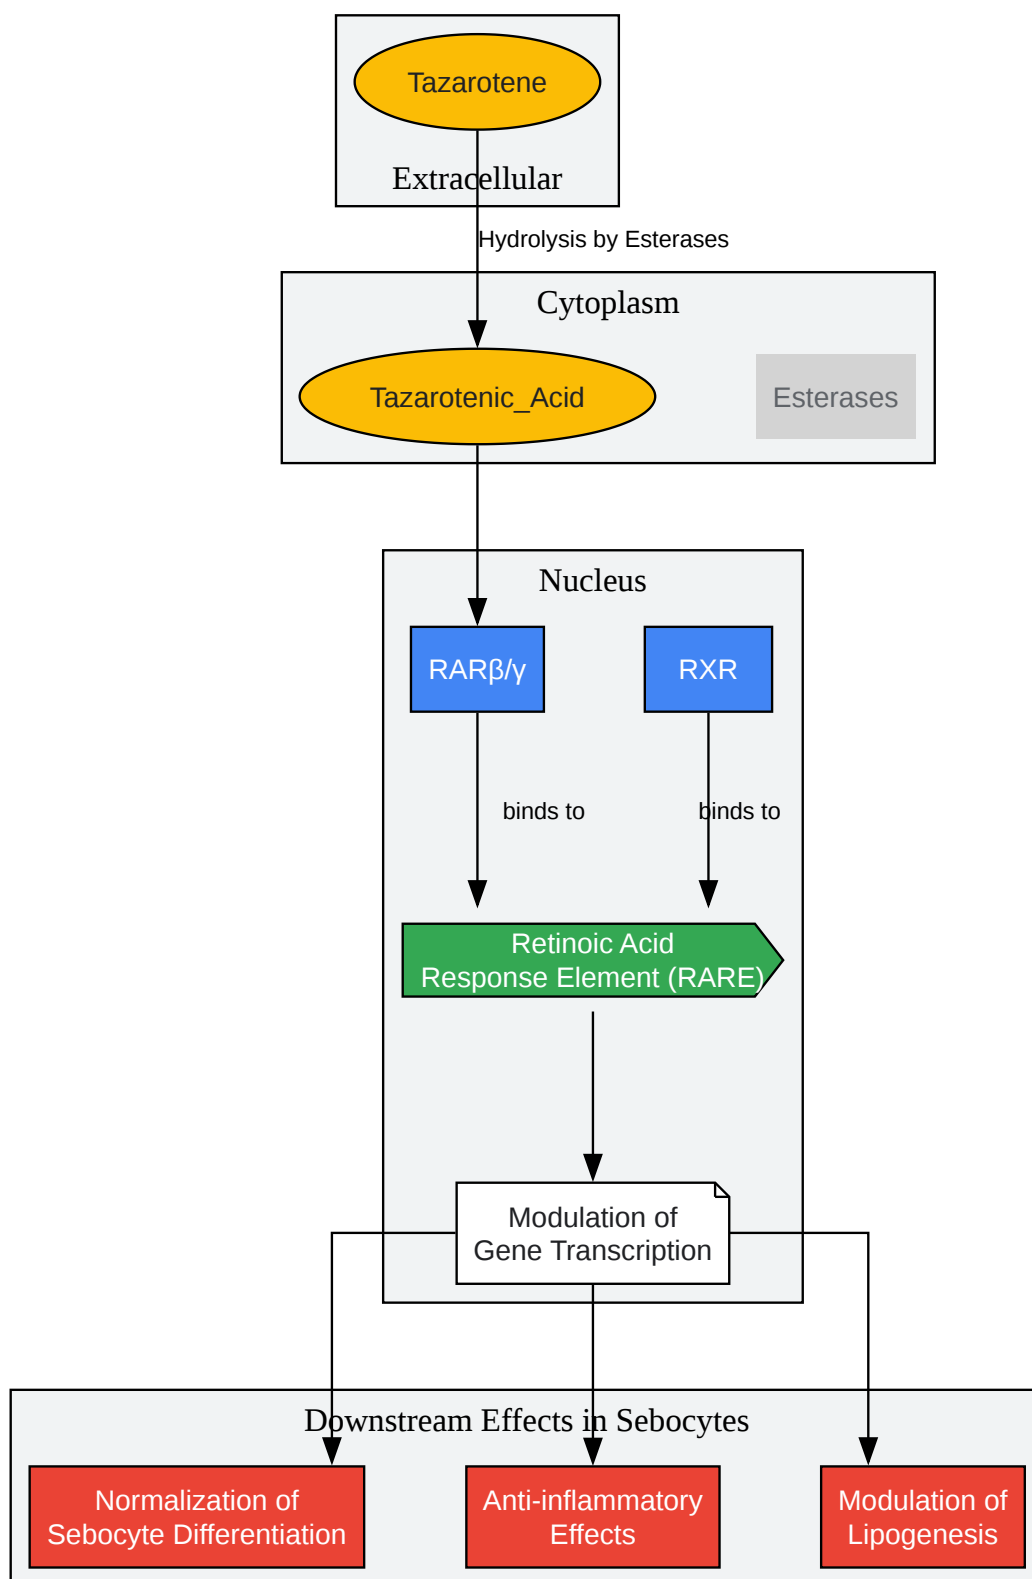 Tazarotene
Extracellular
Hydrolysis by Esterases
Cytoplasm
Tazarotenic_Acid
Esterases
Nucleus
RARβ/γ
RXR
binds to
binds to
Retinoic Acid
Response Element (RARE)
Modulation of
Gene Transcription
Downstream Effects in Sebocytes
Normalization of
Sebocyte Differentiation
Anti-inflammatory
Effects
Modulation of
Lipogenesis